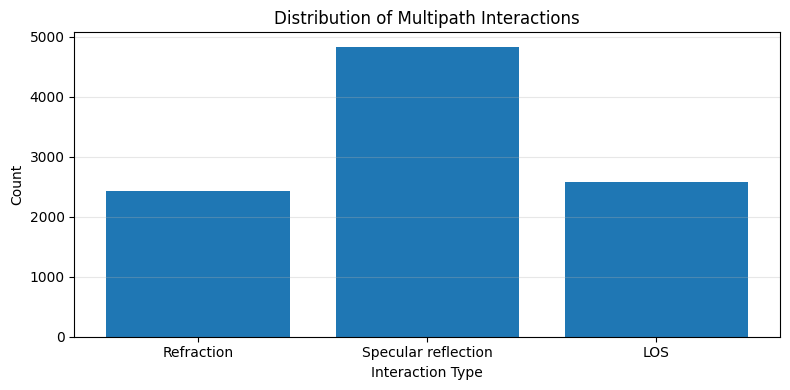 Distribution of Multipath Interactions
5000
4000
3000
2000
1000
0
Count
Refraction
Specular reflection
LOS
Interaction Type